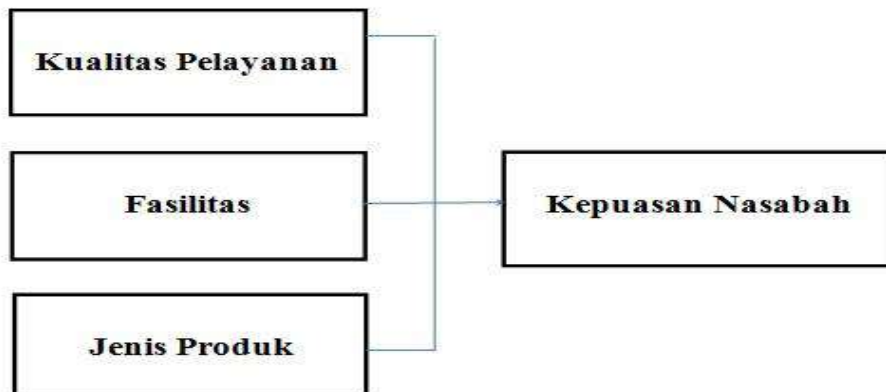 Kualitas Pelayanan
Fasilitas
Kepuasan Nasabah
Jenis Produk